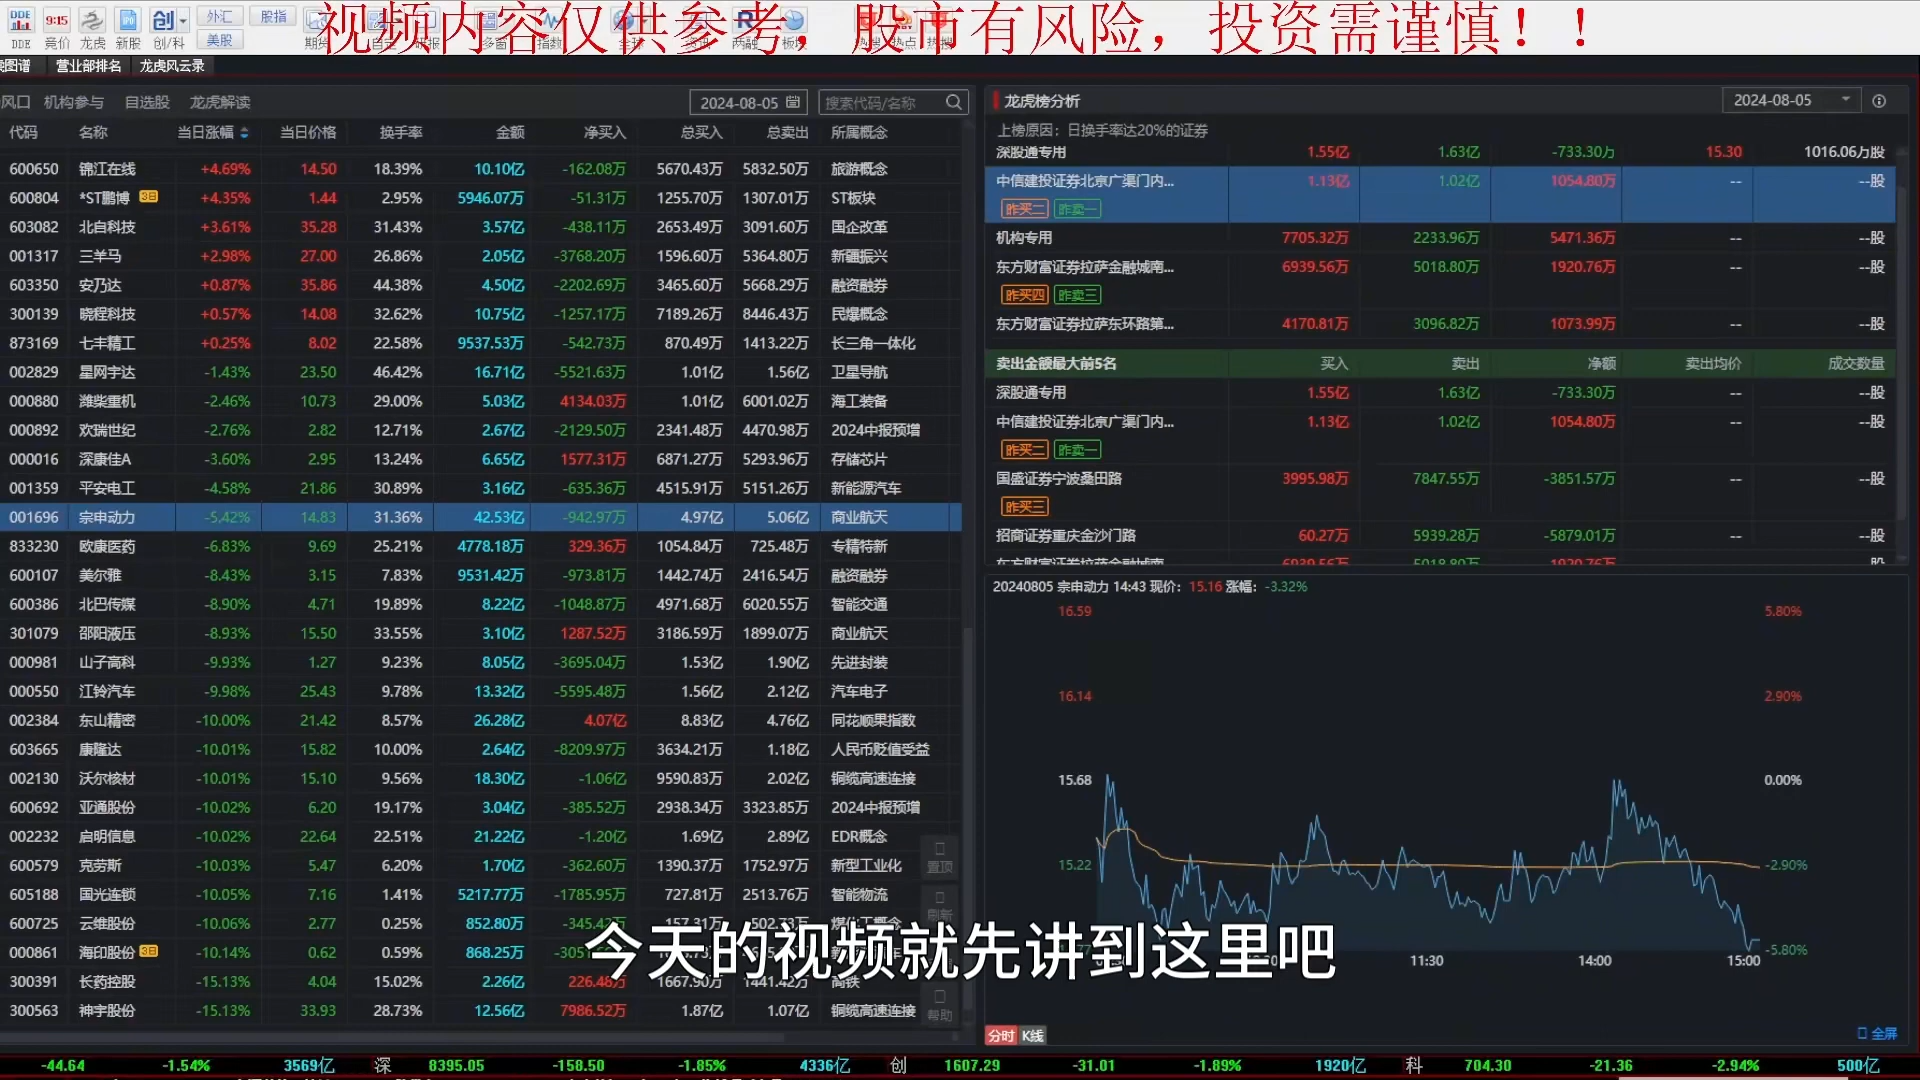 DDE 9:15 创 外汇 股指
DDE 竞价 龙虎 新股 创/科 美股 期货
视频内容仅供参考，股市有风险，投资需谨慎！！
营业部排名 龙虎风云录
风口 机构参与 自选股 龙虎解读 2024-08-05 搜索代码/名称
代码 名称 当日涨幅 当日价格 换手率 金额 净买入 总买入 总卖出 所属概念
600650 锦江在线 +4.69% 14.50 18.39% 10.10亿 -162.08万 5670.43万 5832.50万 旅游概念
600804 *ST鹏博 3日 +4.35% 1.44 2.95% 5946.07万 -51.31万 1255.70万 1307.01万 ST板块
603082 北自科技 +3.61% 35.28 31.43% 3.57亿 -438.11万 2653.49万 3091.60万 国企改革
001317 三羊马 +2.98% 27.00 26.86% 2.05亿 -3768.20万 1596.60万 5364.80万 新疆振兴
603350 安乃达 +0.87% 35.86 44.38% 4.50亿 -2202.69万 3465.60万 5668.29万 融资融券
300139 晓程科技 +0.57% 14.08 32.62% 10.75亿 -1257.17万 7189.26万 8446.43万 民爆概念
873169 七丰精工 +0.25% 8.02 22.58% 9537.53万 -542.73万 870.49万 1413.22万 长三角一体化
002829 星网宇达 -1.43% 23.50 46.42% 16.71亿 -5521.63万 1.01亿 1.56亿 卫星导航
000880 潍柴重机 -2.46% 10.73 29.00% 5.03亿 4134.03万 1.01亿 6001.02万 海工装备
000892 欢瑞世纪 -2.76% 2.82 12.71% 2.67亿 -2129.50万 2341.48万 4470.98万 2024中报预增
000016 深康佳A -3.60% 2.95 13.24% 6.65亿 1577.31万 6871.27万 5293.96万 存储芯片
001359 平安电工 -4.58% 21.86 30.89% 3.16亿 -635.36万 4515.91万 5151.26万 新能源汽车
001696 宗申动力 -5.42% 14.83 31.36% 42.53亿 -942.97万 4.97亿 5.06亿 商业航天
833230 欧康医药 -6.83% 9.69 25.21% 4778.18万 329.36万 1054.84万 725.48万 专精特新
600107 美尔雅 -8.43% 3.15 7.83% 9531.42万 -973.81万 1442.74万 2416.54万 融资融券
600386 北巴传媒 -8.90% 4.71 19.89% 8.22亿 -1048.87万 4971.68万 6020.55万 智能交通
301079 邵阳液压 -8.93% 15.50 33.55% 3.10亿 1287.52万 3186.59万 1899.07万 商业航天
000981 山子高科 -9.93% 1.27 9.23% 8.05亿 -3695.04万 1.53亿 1.90亿 先进封装
000550 江铃汽车 -9.98% 25.43 9.78% 13.32亿 -5595.48万 1.56亿 2.12亿 汽车电子
002384 东山精密 -10.00% 21.42 8.57% 26.28亿 4.07亿 8.83亿 4.76亿 同花顺果指数
603665 康隆达 -10.01% 15.82 10.00% 2.64亿 -8209.97万 3634.21万 1.18亿 人民币贬值受益
002130 沃尔核材 -10.01% 15.10 9.56% 18.30亿 -1.06亿 9590.83万 2.02亿 铜缆高速连接
600692 亚通股份 -10.02% 6.20 19.17% 3.04亿 -385.52万 2938.34万 3323.85万 2024中报预增
002232 启明信息 -10.02% 22.64 22.51% 21.22亿 -1.20亿 1.69亿 2.89亿 EDR概念
600579 克劳斯 -10.03% 5.47 6.20% 1.70亿 -362.60万 1390.37万 1752.97万 新型工业化 置顶
605188 国光连锁 -10.05% 7.16 1.41% 5217.77万 -1785.95万 727.81万 2513.76万 智能物流
600725 云维股份 -10.06% 2.77 0.25% 852.80万
000861 海印股份 3日 -10.14% 0.62 0.59% 868.25万
300391 长药控股 -15.13% 4.04 15.02% 2.26亿
300563 神宇股份 -15.13% 33.93 28.73% 12.56亿 7986.52万 1.87亿 1.07亿 铜缆高速连接 帮助
今天的视频就先讲到这里吧
龙虎榜分析 2024-08-05
上榜原因：日换手率达20%的证券
深股通专用 1.55亿 1.63亿 -733.30万 15.30 1016.06万股
中信建投证券北京广渠门内... 1.13亿 1.02亿 1054.80万 -- --股
昨买二 昨卖一
机构专用 7705.32万 2233.96万 5471.36万 -- --股
东方财富证券拉萨金融城南... 6939.56万 5018.80万 1920.76万 -- --股
昨买四 昨卖三
东方财富证券拉萨东环路第... 4170.81万 3096.82万 1073.99万 -- --股
卖出金额最大前5名 买入 卖出 净额 卖出均价 成交数量
深股通专用 1.55亿 1.63亿 -733.30万 -- --股
中信建投证券北京广渠门内... 1.13亿 1.02亿 1054.80万 -- --股
昨买二 昨卖一
国盛证券宁波桑田路 3995.98万 7847.55万 -3851.57万 -- --股
昨买三
招商证券重庆金沙门路 60.27万 5939.28万 -5879.01万 -- --股
20240805 宗申动力 14:43 现价：15.16 涨幅：-3.32%
16.59 5.80%
16.14 2.90%
15.68 0.00%
15.22 -2.90%
-5.80%
11:30 14:00 15:00
分时 K线 全屏
-44.64 -1.54% 3569亿 深 8395.05 -158.50 -1.85% 4336亿 创 1607.29 -31.01 -1.89% 1920亿 科 704.30 -21.36 -2.94% 500亿